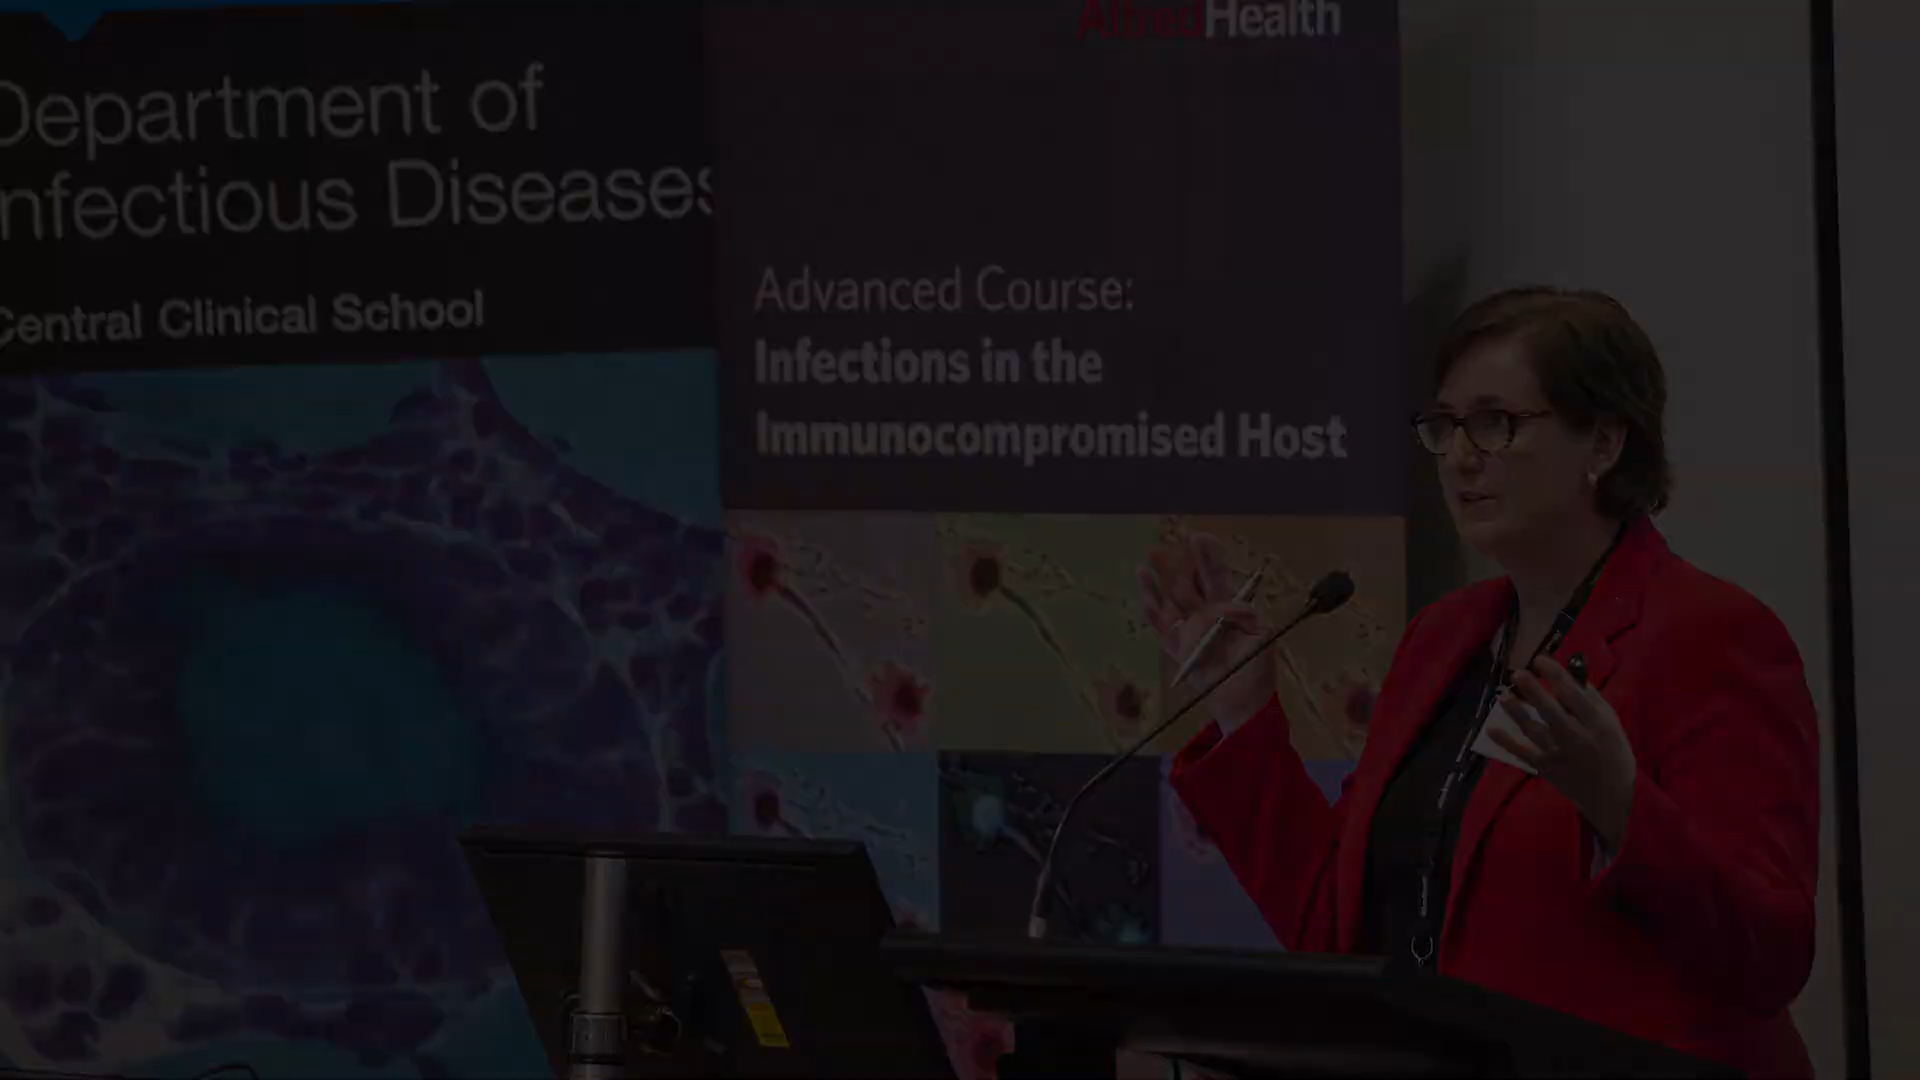 Department of
Infectious Diseases
Central Clinical School
AlfredHealth
Advanced Course:
Infections in the
Immunocompromised Host